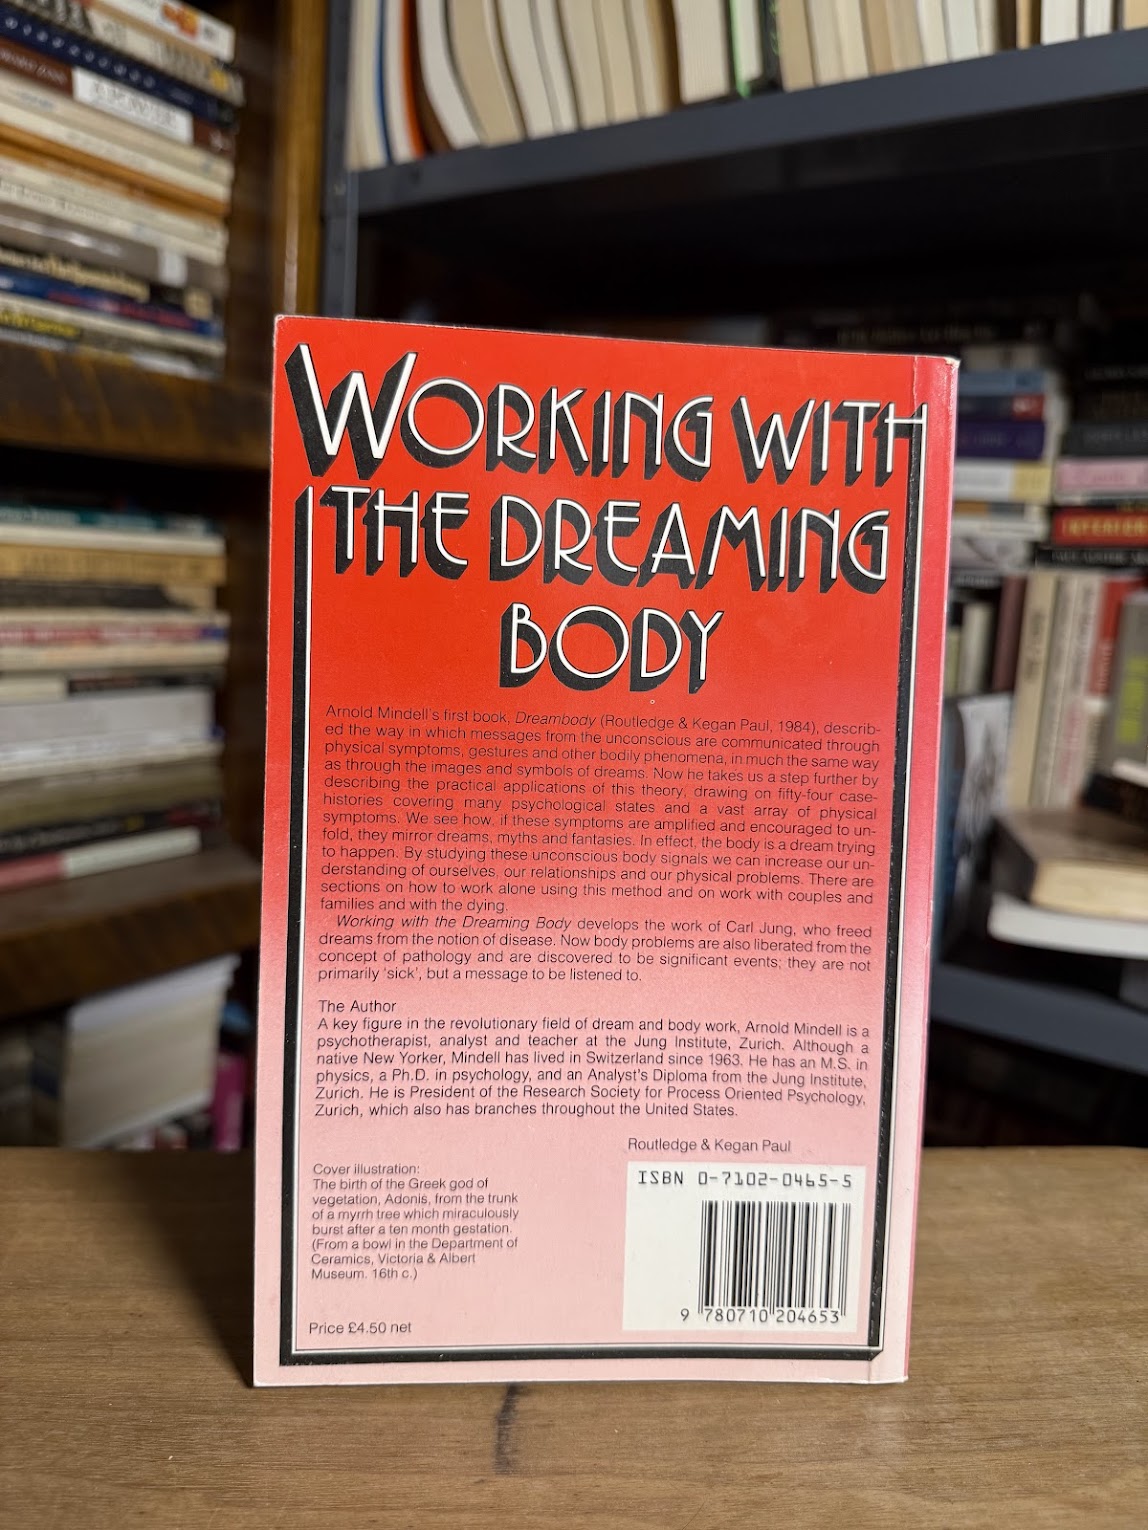 WORKING WITH
THE DREAMING
BODY
Arnold Mindell's first book, Dreambody (Routledge & Kegan Paul, 1984), describ-
ed the way in which messages from the unconscious are communicated through
physical symptoms, gestures and other bodily phenomena, in much the same way
as through the images and symbols of dreams. Now he takes us a step further by
describing the practical applications of this theory, drawing on fifty-four case-
histories covering many psychological states and a vast array of physical
symptoms. We see how, if these symptoms are amplified and encouraged to un-
fold, they mirror dreams, myths and fantasies. In effect, the body is a dream trying
to happen. By studying these unconscious body signals we can increase our un-
derstanding of ourselves, our relationships and our physical problems. There are
sections on how to work alone using this method and on work with couples and
families and with the dying.
Working with the Dreaming Body develops the work of Carl Jung, who freed
dreams from the notion of disease. Now body problems are also liberated from the
concept of pathology and are discovered to be significant events; they are not
primarily 'sick', but a message to be listened to.
The Author
A key figure in the revolutionary field of dream and body work, Arnold Mindell is a
psychotherapist, analyst and teacher at the Jung Institute, Zurich. Although a
native New Yorker, Mindell has lived in Switzerland since 1963. He has an M.S. in
physics, a Ph.D. in psychology, and an Analyst's Diploma from the Jung Institute,
Zurich. He is President of the Research Society for Process Oriented Psychology,
Zurich, which also has branches throughout the United States.
Routledge & Kegan Paul
ISBN 0-7102-0465-5
9 780710 204653
Cover illustration:
The birth of the Greek god of
vegetation, Adonis, from the trunk
of a myrrh tree which miraculously
burst after a ten month gestation.
(From a bowl in the Department of
Ceramics, Victoria & Albert
Museum. 16th c.)
Price £4.50 net